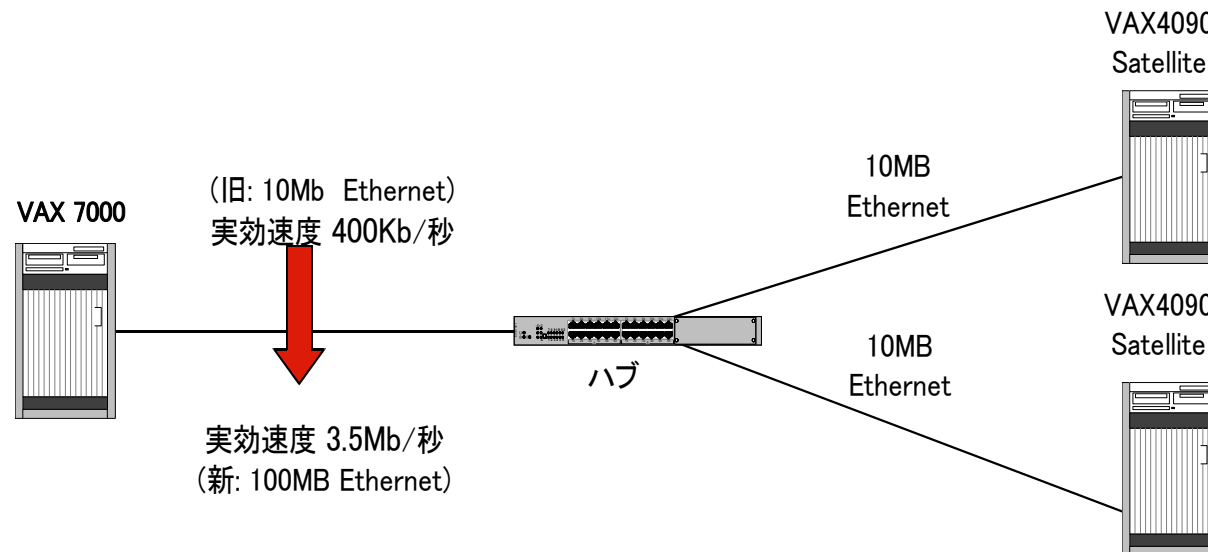 VAX4090
Satellite
10MB
Ethernet
(旧: 10Mb Ethernet)
実効速度 400Kb/秒
VAX 7000
ハブ
VAX4090
Satellite
10MB
Ethernet
実効速度 3.5Mb/秒
(新: 100MB Ethernet)